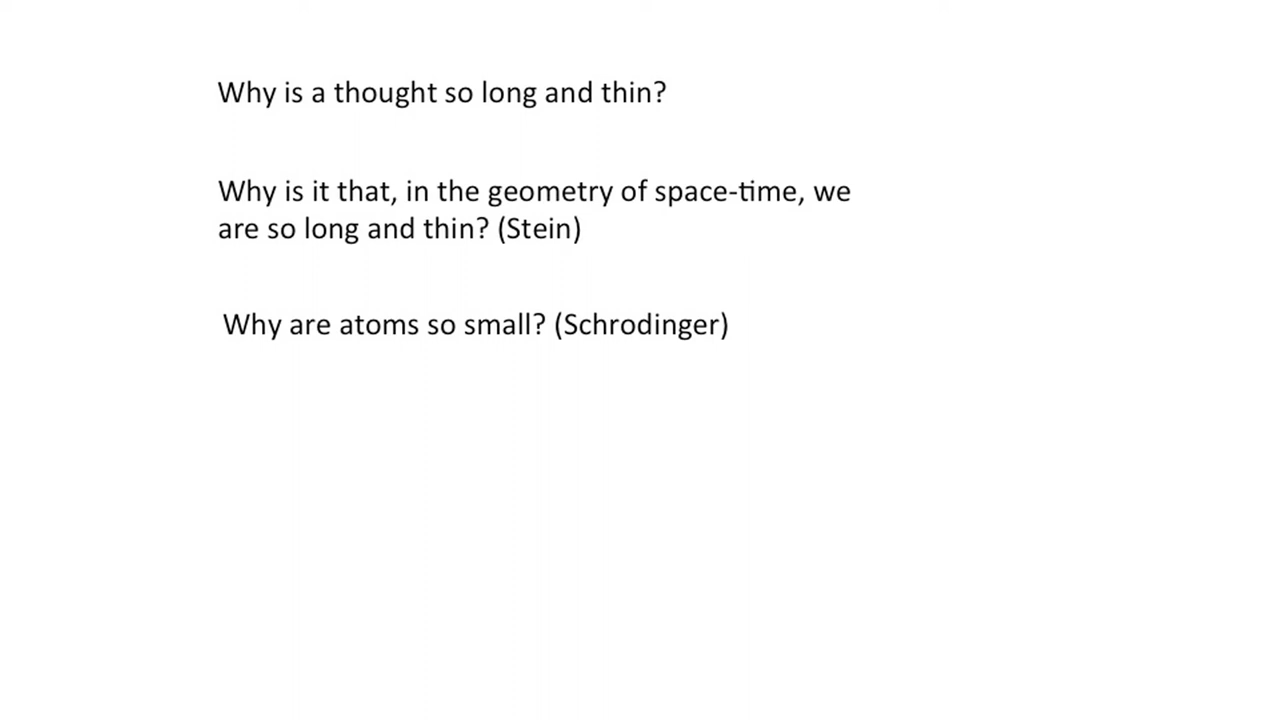 Why is a thought so long and thin?
Why is it that, in the geometry of space-time, we
are so long and thin? (Stein)
Why are atoms so small? (Schrodinger)